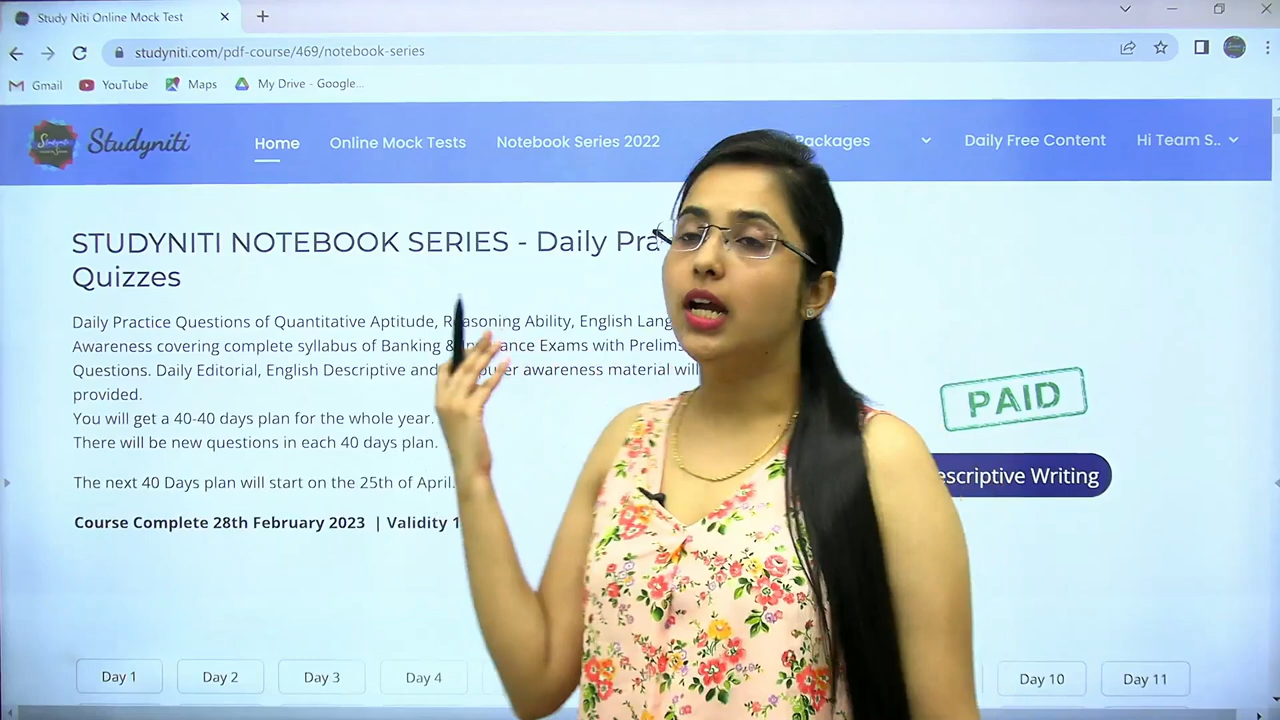 Study Niti Online Mock Test
studyniti.com/pdf-course/469/notebook-series
Gmail YouTube Maps My Drive - Google...
Studyniti Home Online Mock Tests Notebook Series 2022 Packages Daily Free Content Hi Team S..
STUDYNITI NOTEBOOK SERIES - Daily Pra
Quizzes
Daily Practice Questions of Quantitative Aptitude, Reasoning Ability, English Lang
Awareness covering complete syllabus of Banking & Insurance Exams with Prelims
Questions. Daily Editorial, English Descriptive and Computer awareness material will
provided.
You will get a 40-40 days plan for the whole year.
There will be new questions in each 40 days plan.
The next 40 Days plan will start on the 25th of April.
Course Complete 28th February 2023 | Validity 1
PAID
escriptive Writing
Day 1 Day 2 Day 3 Day 4 Day 10 Day 11